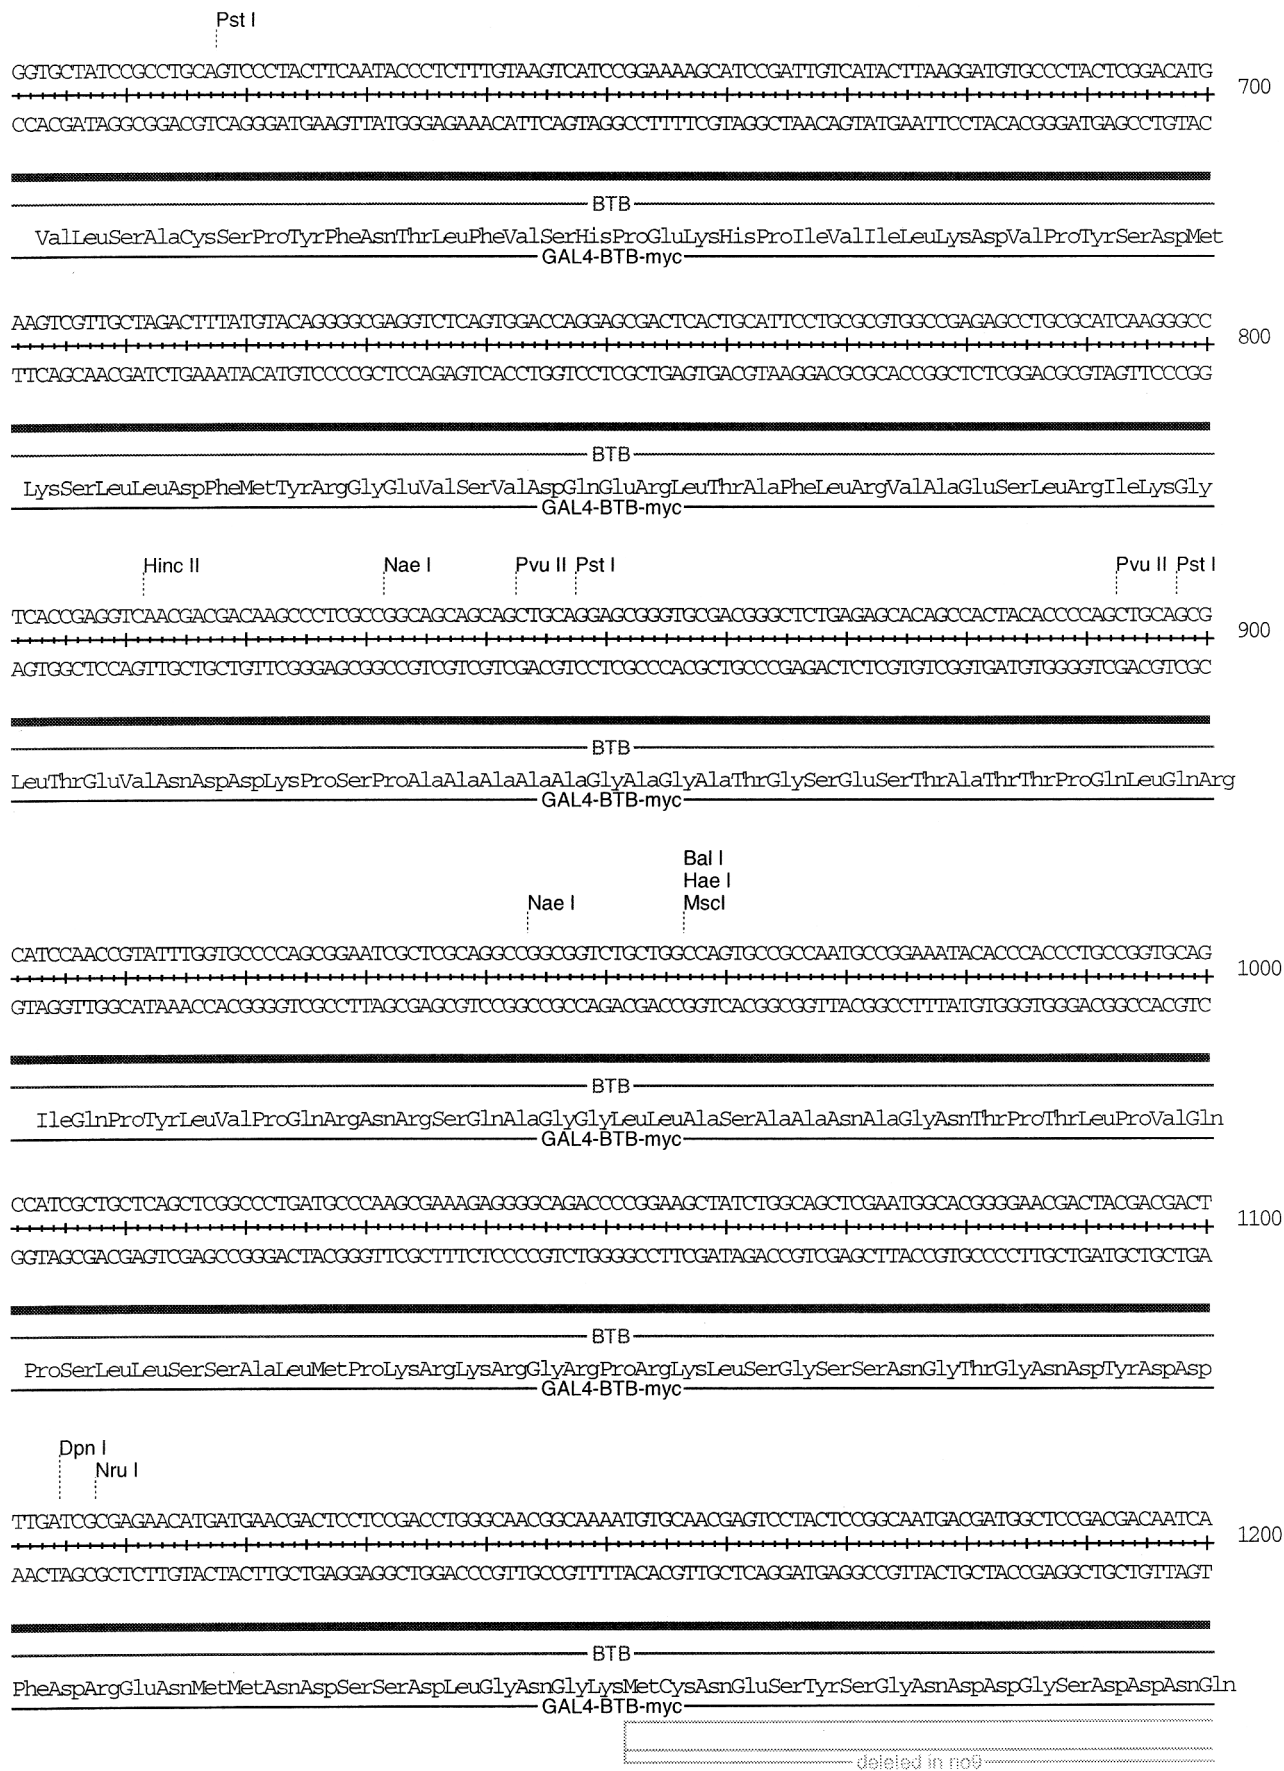 Pst I
GGTGCTATCCGCCTGCAGTCCCTACTTCAATACCCTCTTTGTAAGTCATCCGGAAAAGCATCCGATTGTCATACTTAAGGATGTGCCCTACTCGGACATG
700
CCACGATAGGCGGACGTCAGGGATGAAGTTATGGGAGAAACATTCAGTAGGCCTTTTCGTAGGCTAACAGTATGAATTCCTACACGGGATGAGCCTGTAC
BTB
ValLeuSerAlaCysSerProTyrPheAsnThrLeuPheValSerHisProGluLysHisProIleValIleLeuLysAspValProTyrSerAspMet
GAL4-BTB-myc
AAGTCGTTGCTAGACTTTATGTACAGGGGCGAGGTCTCAGTGGACCAGGAGCGACTCACTGCATTCCTGCGCGTGGCCGAGAGCCTGCGCATCAAGGGCC
800
TTCAGCAACGATCTGAAATACATGTCCCCGCTCCAGAGTCACCTGGTCCTCGCTGAGTGACGTAAGGACGCGCACCGGCTCTCGGACGCGTAGTTCCCGG
BTB
LysSerLeuLeuAspPheMetTyrArgGlyGluValSerValAspGlnGluArgLeuThrAlaPheLeuArgValAlaGluSerLeuArgIleLysGly
GAL4-BTB-myc
Hinc II Nae I Pvu II Pst I Pvu II Pst I
TCACCGAGGTCAACGACGACAAGCCCTCGCCGGCAGCAGCAGCTGCAGGAGCGGGTGCGACGGGCTCTGAGAGCACAGCCACTACACCCCAGCTGCAGCG
900
AGTGGCTCCAGTTGCTGCTGTTCGGGAGCGGCCGTCGTCGTCGACGTCCTCGCCCACGCTGCCCGAGACTCTCGTGTCGGTGATGTGGGGTCGACGTCGC
BTB
LeuThrGluValAsnAspAspLysProSerProAlaAlaAlaAlaAlaGlyAlaGlyAlaThrGlySerGluSerThrAlaThrThrProGlnLeuGlnArg
GAL4-BTB-myc
Bal I
Hae I
Nae I MscI
CATCCAACCGTATTTGGTGCCCCAGCGGAATCGCTCGCAGGCCGGCGGTCTGCTGGCCAGTGCCGCCAATGCCGGAAATACACCCACCCTGCCGGTGCAG
1000
GTAGGTTGGCATAAACCACGGGGTCGCCTTAGCGAGCGTCCGGCCGCCAGACGACCGGTCACGGCGGTTACGGCCTTTATGTGGGTGGGACGGCCACGTC
BTB
IleGlnProTyrLeuValProGlnArgAsnArgSerGlnAlaGlyGlyLeuLeuAlaSerAlaAlaAsnAlaGlyAsnThrProThrLeuProValGln
GAL4-BTB-myc
CCATCGCTGCTCAGCTCGGCCCTGATGCCCAAGCGAAAGAGGGGCAGACCCCGGAAGCTATCTGGCAGCTCGAATGGCACGGGGAACGACTACGACGACT
1100
GGTAGCGACGAGTCGAGCCGGGACTACGGGTTCGCTTTCTCCCCGTCTGGGGCCTTCGATAGACCGTCGAGCTTACCGTGCCCCTTGCTGATGCTGCTGA
BTB
ProSerLeuLeuSerSerAlaLeuMetProLysArgLysArgGlyArgProArgLysLeuSerGlySerSerAsnGlyThrGlyAsnAspTyrAspAsp
GAL4-BTB-myc
Dpn I
Nru I
TTGATCGCGAGAACATGATGAACGACTCCTCCGACCTGGGCAACGGCAAAATGTGCAACGAGTCCTACTCCGGCAATGACGATGGCTCCGACGACAATCA
1200
AACTAGCGCTCTTGTACTACTTGCTGAGGAGGCTGGACCCGTTGCCGTTTTACACGTTGCTCAGGATGAGGCCGTTACTGCTACCGAGGCTGCTGTTAGT
BTB
PheAspArgGluAsnMetMetAsnAspSerSerAspLeuGlyAsnGlyLysMetCysAsnGluSerTyrSerGlyAsnAspAspGlySerAspAspAsnGln
GAL4-BTB-myc
deleted in no9